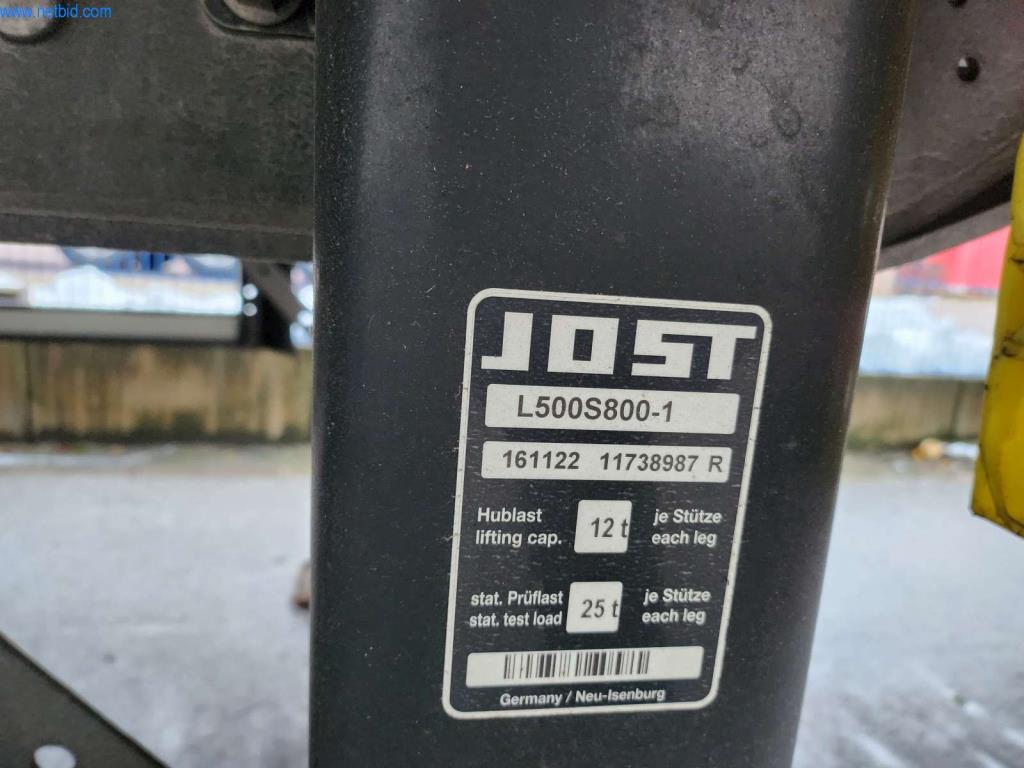 www.netbid.com
JOST
L500S800-1
161122 11738987 R
Hublast 12 t je Stütze
lifting cap. each leg
stat. Prüflast 25 t je Stütze
stat. test load each leg
Germany / Neu-Isenburg